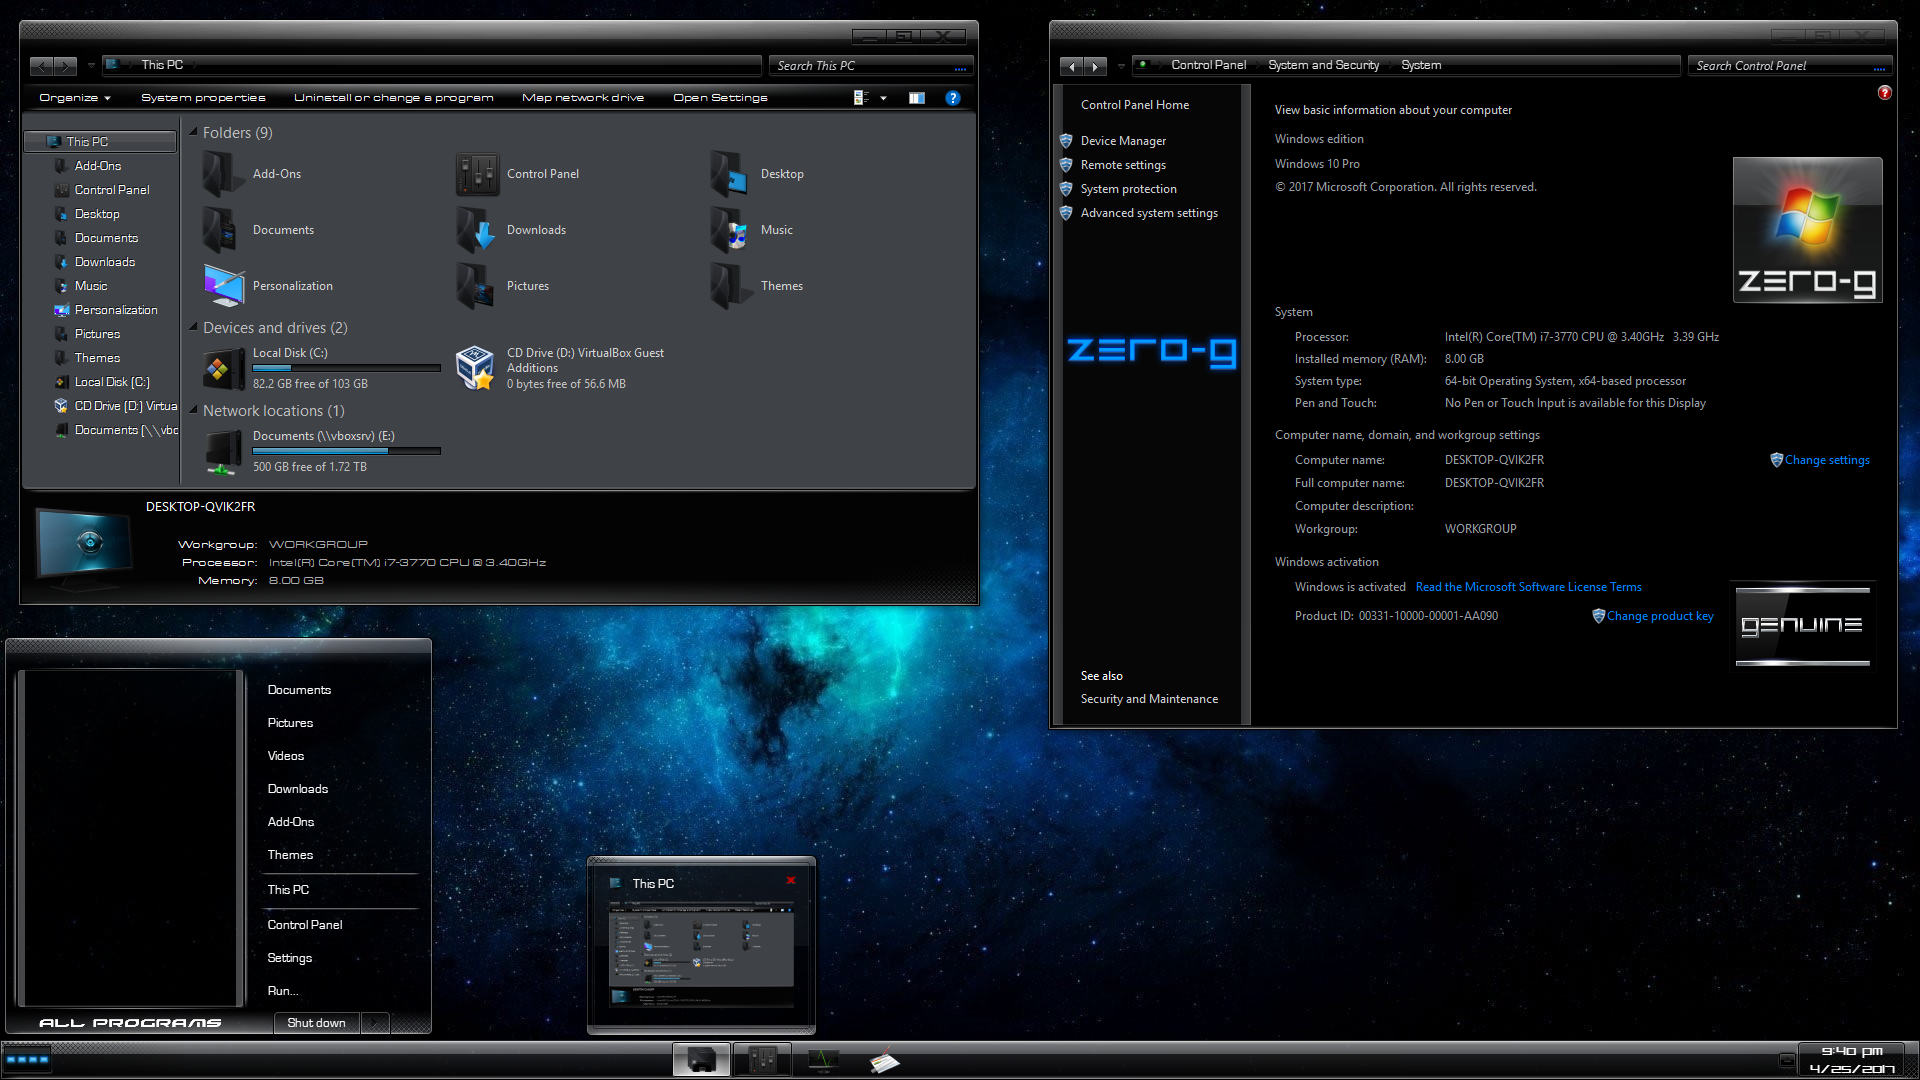 This PC
Search This PC
Organize
System properties
Uninstall or change a program
Map network drive
Open Settings
This PC
Add-Ons
Control Panel
Desktop
Documents
Downloads
Music
Personalization
Pictures
Themes
Local Disk (C:)
CD Drive (D:) Virtua
Documents (\\vbo
Folders (9)
Add-Ons
Control Panel
Desktop
Documents
Downloads
Music
Personalization
Pictures
Themes
Devices and drives (2)
Local Disk (C:)
82.2 GB free of 103 GB
CD Drive (D:) VirtualBox Guest
Additions
0 bytes free of 56.6 MB
Network locations (1)
Documents (\\vboxsrv) (E:)
500 GB free of 1.72 TB
DESKTOP-QVIK2FR
Workgroup: WORKGROUP
Processor: Intel(R) Core(TM) i7-3770 CPU @ 3.40GHz
Memory: 8.00 GB
Control Panel
System and Security
System
Search Control Panel
Control Panel Home
Device Manager
Remote settings
System protection
Advanced system settings
zero-g
See also
Security and Maintenance
View basic information about your computer
Windows edition
Windows 10 Pro
© 2017 Microsoft Corporation. All rights reserved.
zero-g
System
Processor: Intel(R) Core(TM) i7-3770 CPU @ 3.40GHz 3.39 GHz
Installed memory (RAM): 8.00 GB
System type: 64-bit Operating System, x64-based processor
Pen and Touch: No Pen or Touch Input is available for this Display
Computer name, domain, and workgroup settings
Computer name: DESKTOP-QVIK2FR
Change settings
Full computer name: DESKTOP-QVIK2FR
Computer description:
Workgroup: WORKGROUP
Windows activation
Windows is activated Read the Microsoft Software License Terms
Product ID: 00331-10000-00001-AA090
Change product key
genuine
Documents
Pictures
Videos
Downloads
Add-Ons
Themes
This PC
Control Panel
Settings
Run...
ALL PROGRAMS
Shut down
This PC
9:40 pm
4/25/2017